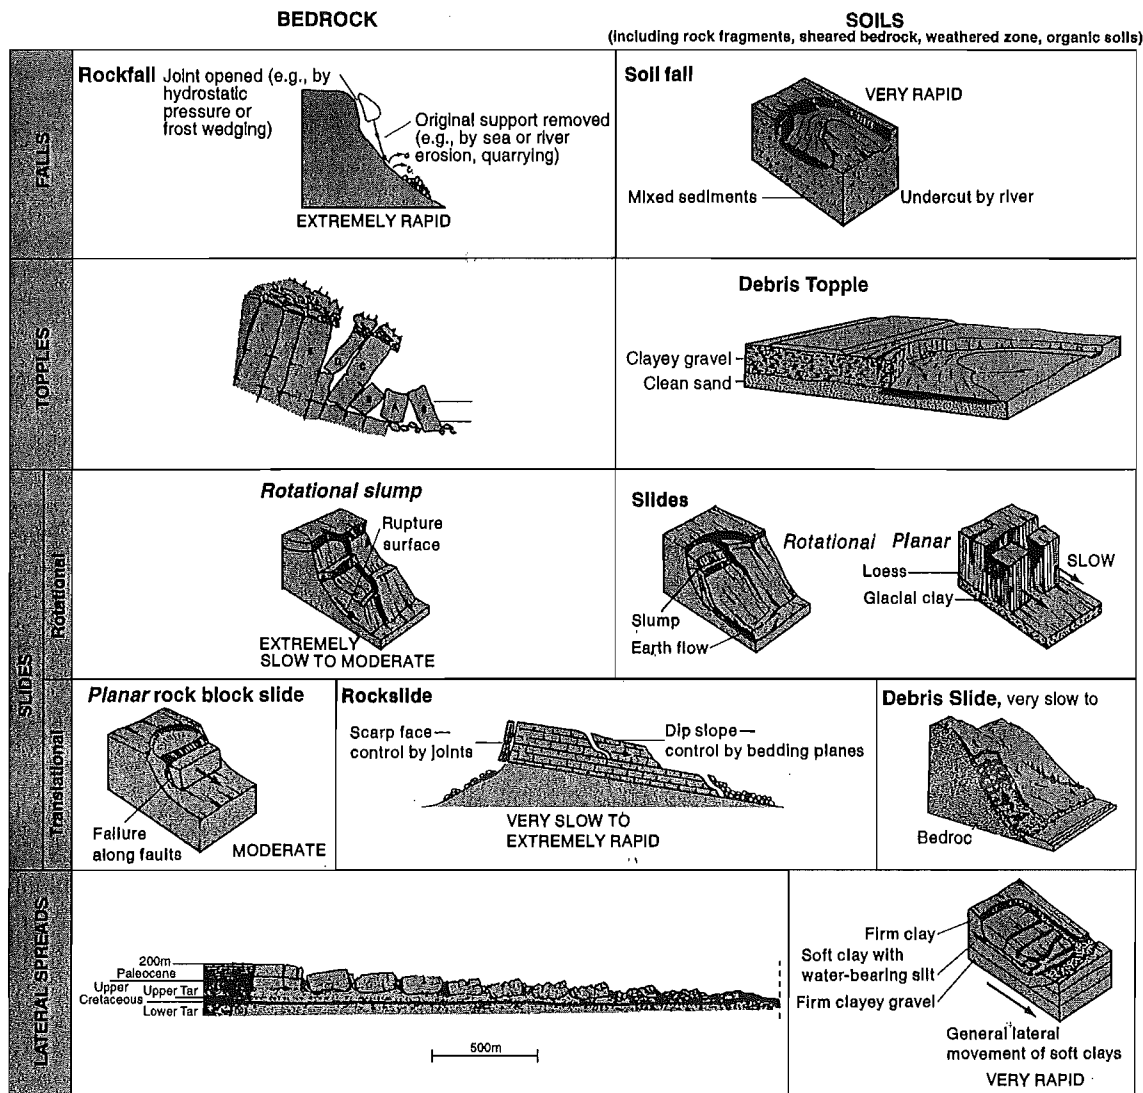 BEDROCK
SOILS
(including rock fragments, sheared bedrock, weathered zone, organic soils)
FALLS
Rockfall
Joint opened (e.g., by
hydrostatic
pressure or
frost wedging)
Original support removed
(e.g., by sea or river
erosion, quarrying)
EXTREMELY RAPID
Soil fall
VERY RAPID
Mixed sediments
Undercut by river
TOPPLES
Debris Topple
Clayey gravel
Clean sand
SLIDES
Rotational
Rotational slump
Rupture
surface
EXTREMELY
SLOW TO MODERATE
Slides
Rotational
Planar
Loess
SLOW
Glacial clay
Slump
Earth flow
Translational
Planar rock block slide
Failure
along faults
MODERATE
Rockslide
Scarp face—
control by joints
Dip slope—
control by bedding planes
VERY SLOW TO
EXTREMELY RAPID
Debris Slide, very slow to
Bedroc
LATERAL SPREADS
200m
Paleocene
Upper
Cretaceous
Upper Tar
Lower Tar
500m
Firm clay
Soft clay with
water-bearing silt
Firm clayey gravel
General lateral
movement of soft clays
VERY RAPID